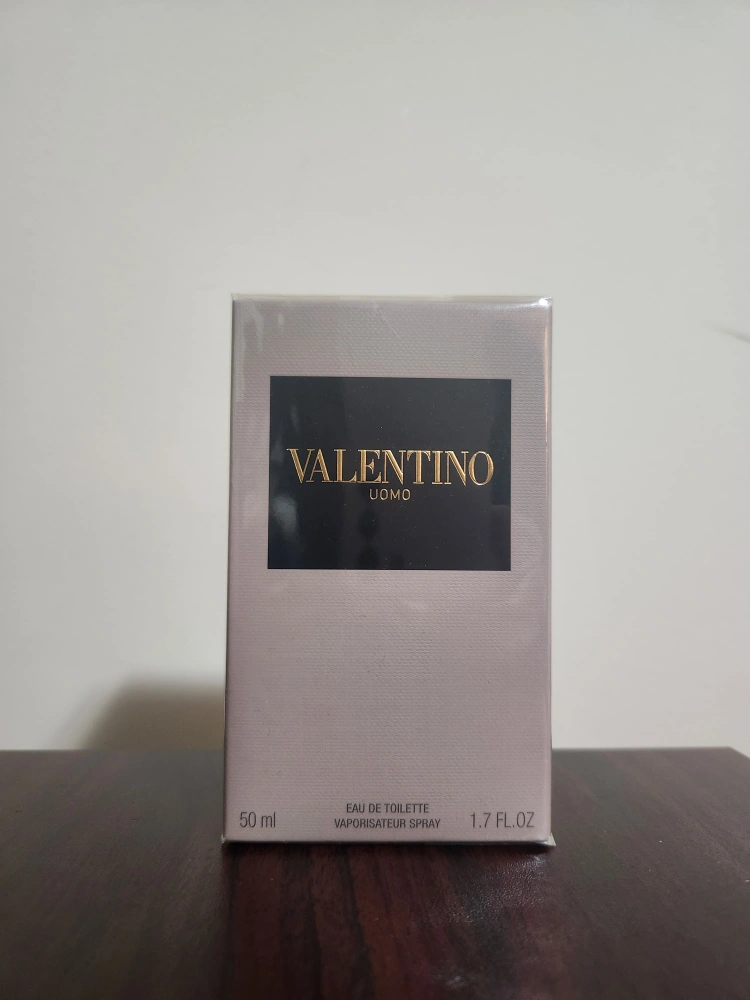 VALENTINO
UOMO
EAU DE TOILETTE
50 ml VAPORISATEUR SPRAY 1.7 FL.OZ